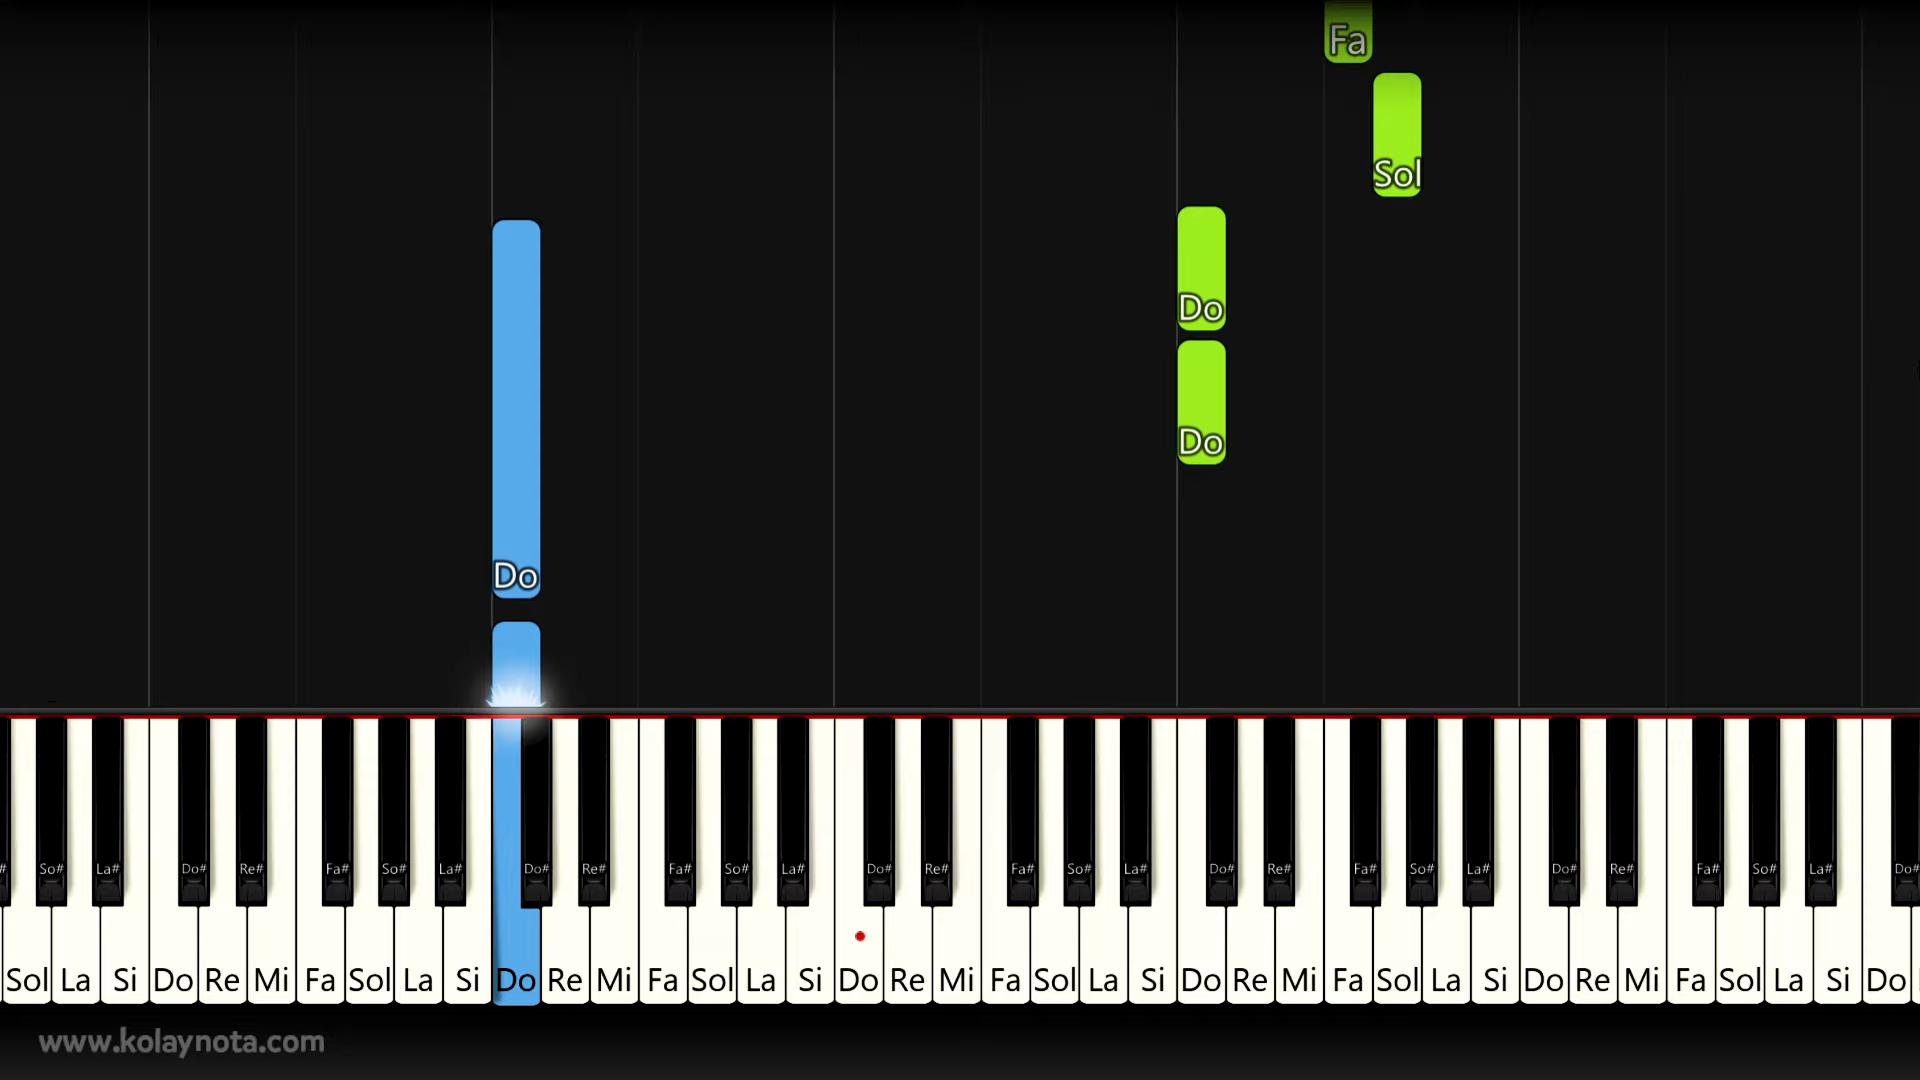 Fa
Sol
Do
Do
Do
# So# La# Do# Re# Fa# So# La# Do# Re# Fa# So# La# Do# Re# Fa# So# La# Do# Re# Fa# So# La# Do# Re# Fa# So# La# Do#
Sol La Si Do Re Mi Fa Sol La Si Do Re Mi Fa Sol La Si Do Re Mi Fa Sol La Si Do Re Mi Fa Sol La Si Do Re Mi Fa Sol La Si Do
www.kolaynota.com